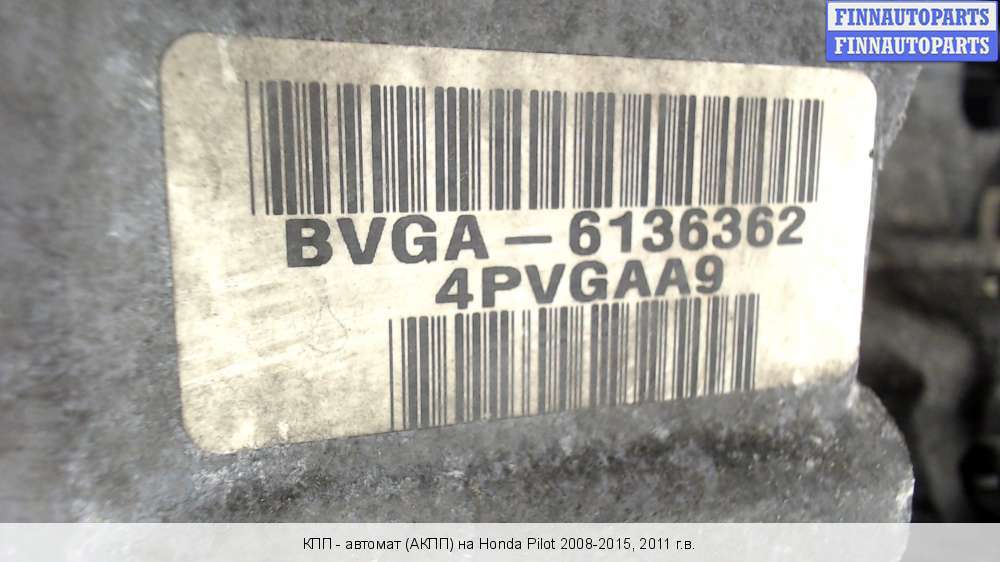 FINNAUTOPARTS
FINNAUTOPARTS
BVGA-6136362
4PVGAA9
КПП - автомат (АКПП) на Honda Pilot 2008-2015, 2011 г.в.